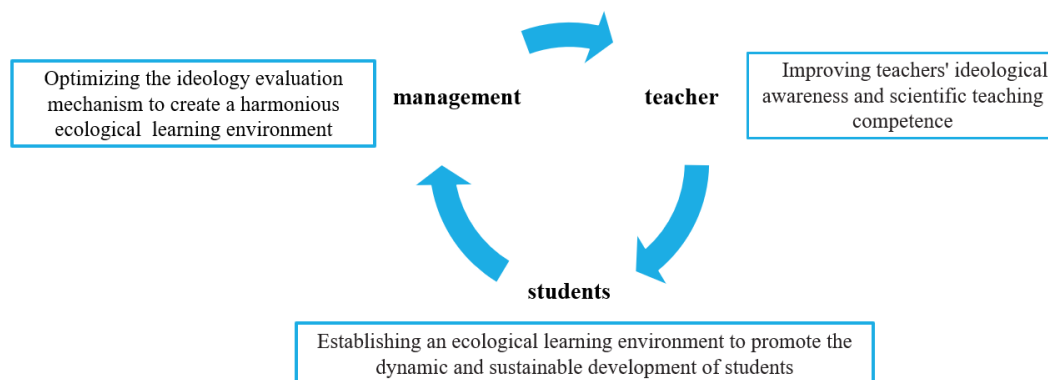 Optimizing the ideology evaluation
mechanism to create a harmonious
ecological learning environment
management
teacher
Improving teachers' ideological
awareness and scientific teaching
competence
students
Establishing an ecological learning environment to promote the
dynamic and sustainable development of students